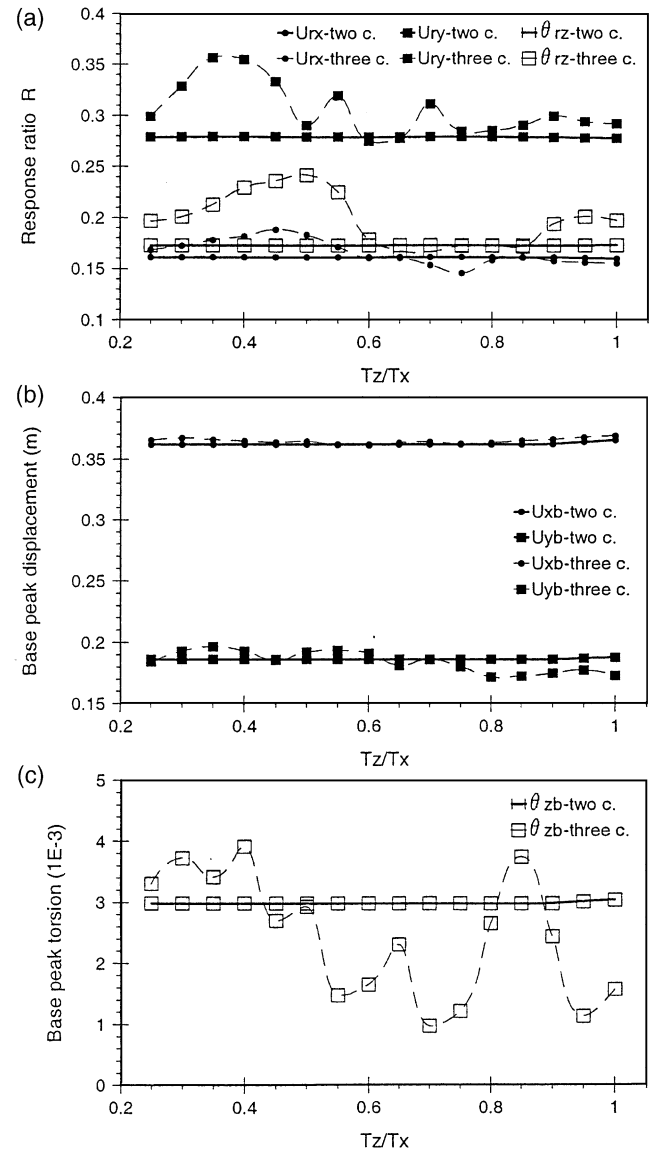 (a)
Urx-two c. Ury-two c. θ rz-two c.
Urx-three c. Ury-three c. θ rz-three c.
Response ratio R
0.4
0.35
0.3
0.25
0.2
0.15
0.1
0.2 0.4 0.6 0.8 1
Tz/Tx
(b)
Base peak displacement (m)
0.4
0.35
0.3
0.25
0.2
0.15
Uxb-two c.
Uyb-two c.
Uxb-three c.
Uyb-three c.
0.2 0.4 0.6 0.8 1
Tz/Tx
(c)
Base peak torsion (1E-3)
5
4
3
2
1
0
θ zb-two c.
θ zb-three c.
0.2 0.4 0.6 0.8 1
Tz/Tx